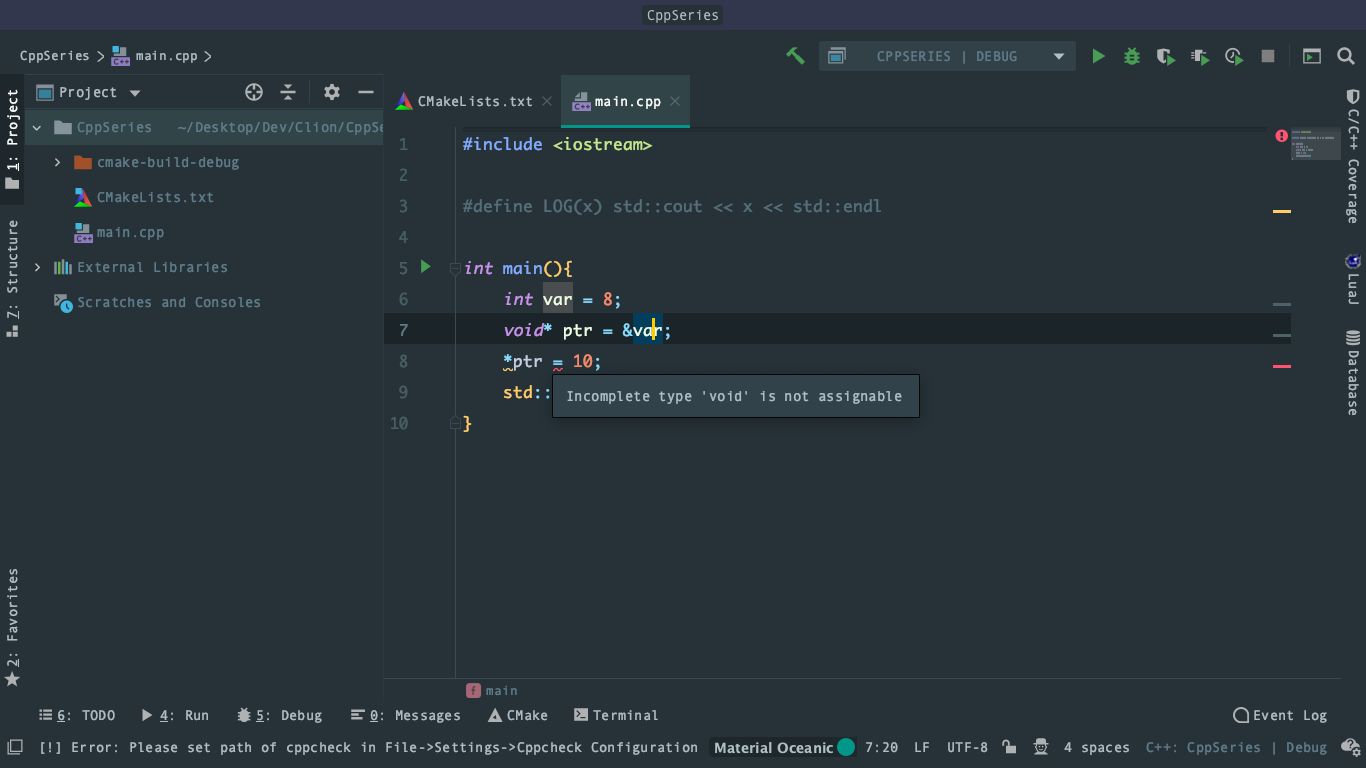 CppSeries
CppSeries > main.cpp >
CPPSERIES | DEBUG
1: Project
Z: Structure
2: Favorites
Project
CppSeries ~/Desktop/Dev/Clion/CppSe
cmake-build-debug
CMakeLists.txt
main.cpp
External Libraries
Scratches and Consoles
CMakeLists.txt
main.cpp
1 #include <iostream>
2
3 #define LOG(x) std::cout << x << std::endl
4
5 int main(){
6 int var = 8;
7 void* ptr = &var;
8 *ptr = 10;
9 std::
10 }
Incomplete type 'void' is not assignable
C/C++ Coverage
LuaJ
Database
f main
6: TODO 4: Run 5: Debug 0: Messages CMake Terminal Event Log
[!] Error: Please set path of cppcheck in File->Settings->Cppcheck Configuration Material Oceanic 7:20 LF UTF-8 4 spaces C++: CppSeries | Debug